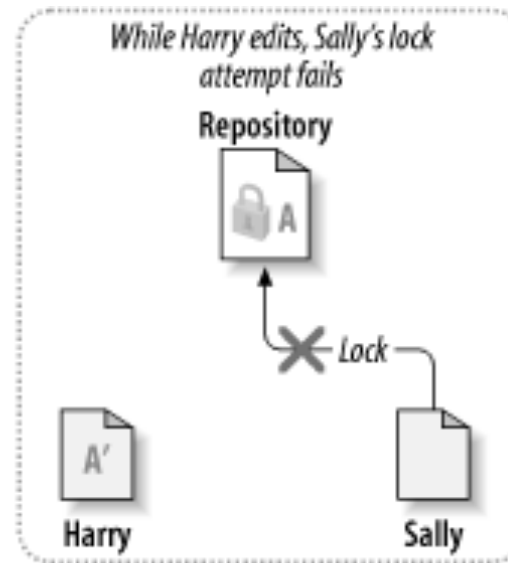 While Harry edits, Sally's lock
attempt fails
Repository
A
Lock
A′
Harry
Sally